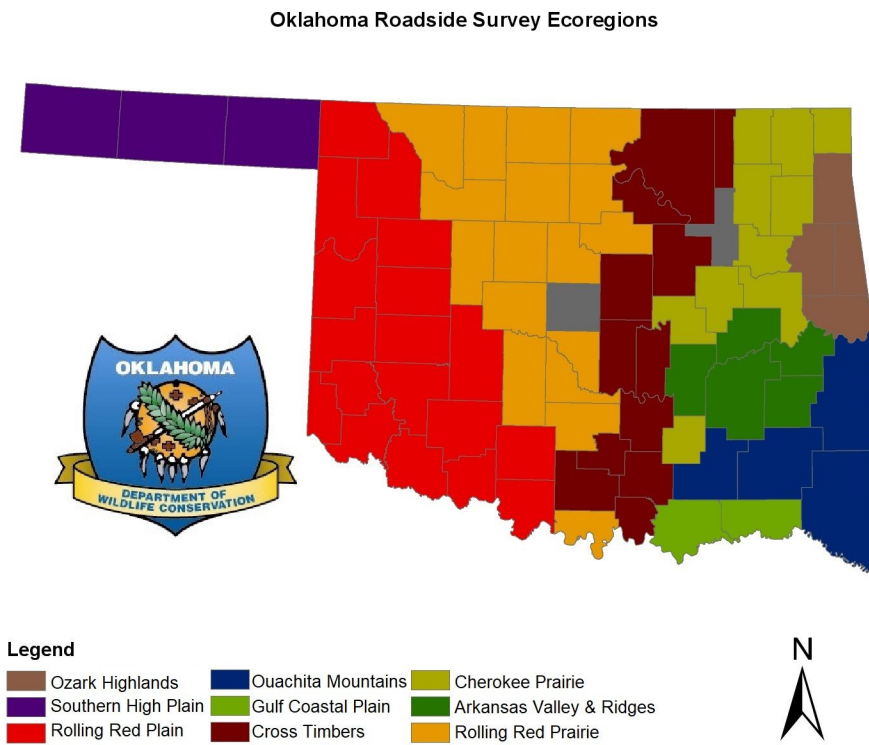 Oklahoma Roadside Survey Ecoregions
OKLAHOMA
DEPARTMENT OF
WILDLIFE CONSERVATION
Legend
Ozark Highlands
Southern High Plain
Rolling Red Plain
Ouachita Mountains
Gulf Coastal Plain
Cross Timbers
Cherokee Prairie
Arkansas Valley & Ridges
Rolling Red Prairie
N